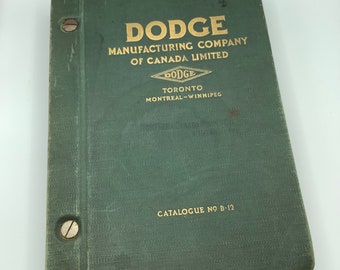 DODGE
MANUFACTURING COMPANY
OF CANADA LIMITED
DODGE
TORONTO
MONTREAL-WINNIPEG
CATALOGUE NO B-12